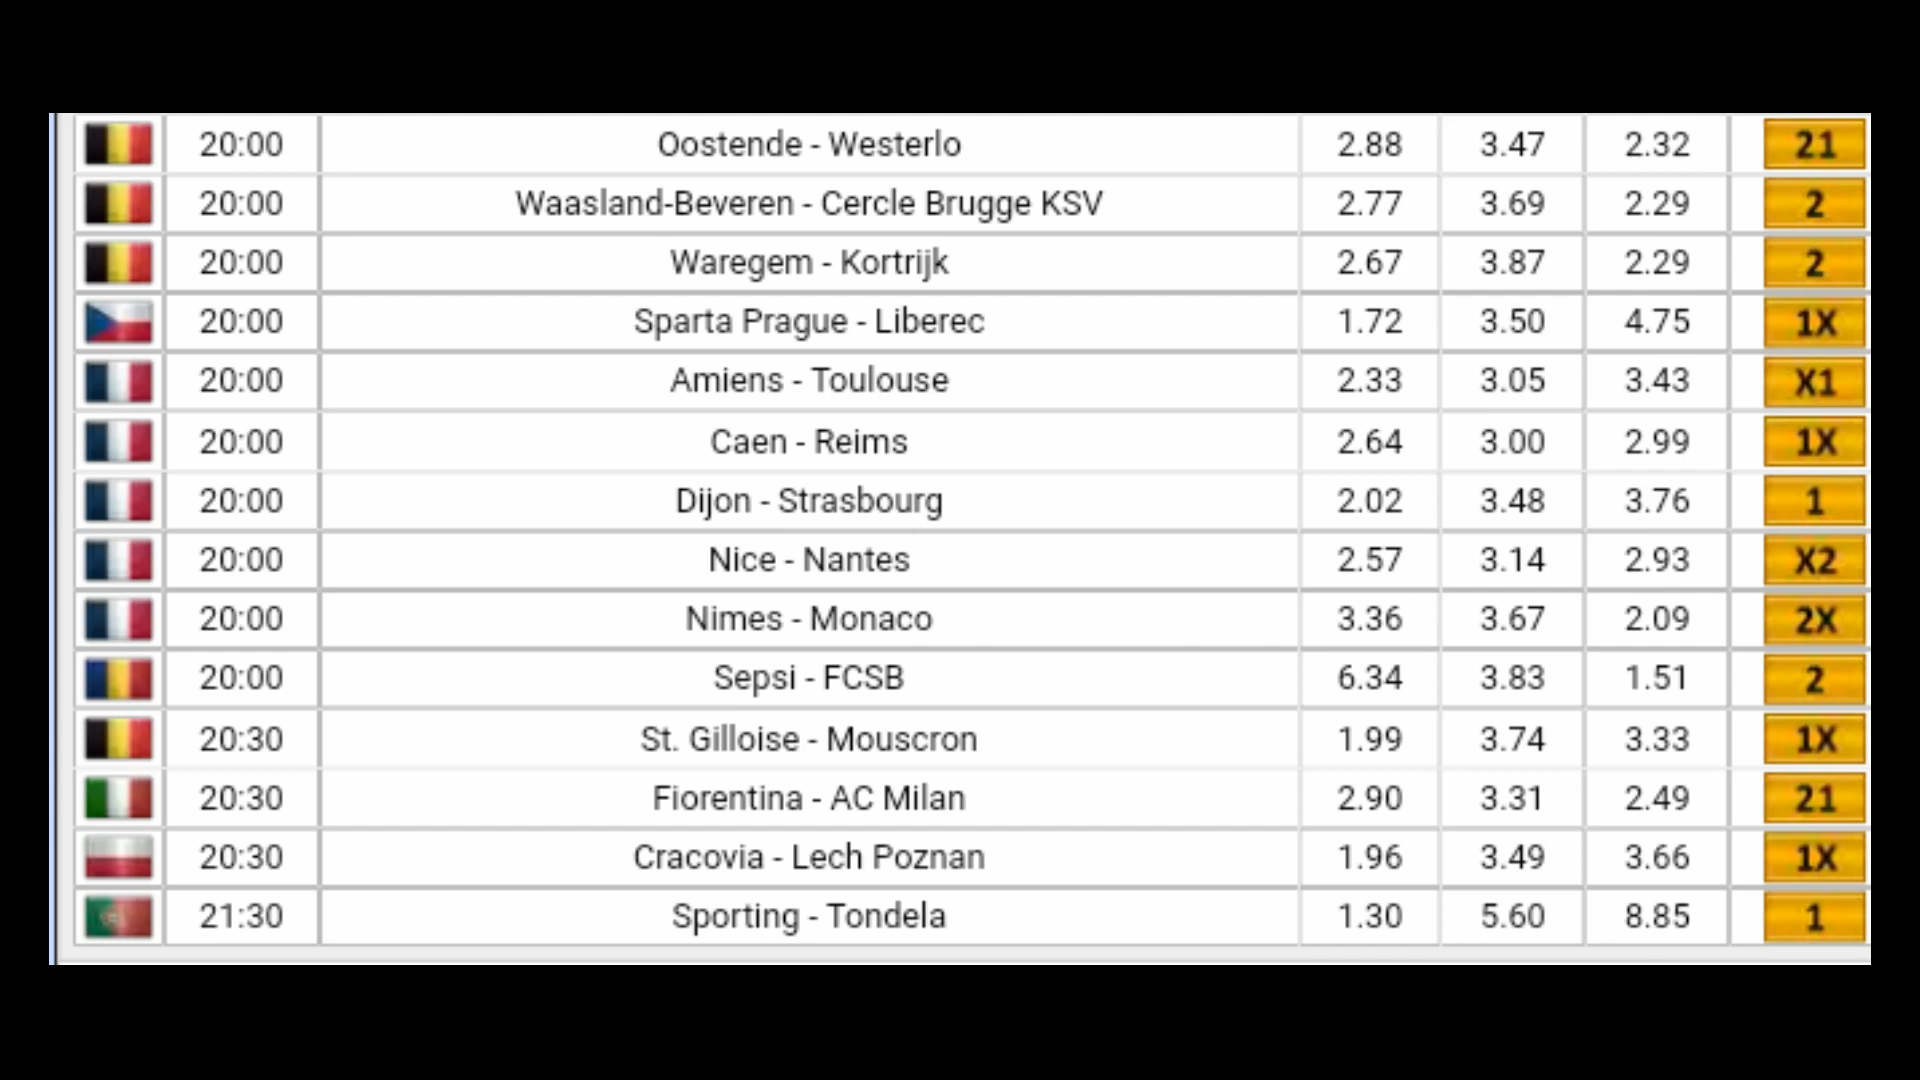 20:00 Oostende - Westerlo 2.88 3.47 2.32 21
20:00 Waasland-Beveren - Cercle Brugge KSV 2.77 3.69 2.29 2
20:00 Waregem - Kortrijk 2.67 3.87 2.29 2
20:00 Sparta Prague - Liberec 1.72 3.50 4.75 1X
20:00 Amiens - Toulouse 2.33 3.05 3.43 X1
20:00 Caen - Reims 2.64 3.00 2.99 1X
20:00 Dijon - Strasbourg 2.02 3.48 3.76 1
20:00 Nice - Nantes 2.57 3.14 2.93 X2
20:00 Nimes - Monaco 3.36 3.67 2.09 2X
20:00 Sepsi - FCSB 6.34 3.83 1.51 2
20:30 St. Gilloise - Mouscron 1.99 3.74 3.33 1X
20:30 Fiorentina - AC Milan 2.90 3.31 2.49 21
20:30 Cracovia - Lech Poznan 1.96 3.49 3.66 1X
21:30 Sporting - Tondela 1.30 5.60 8.85 1